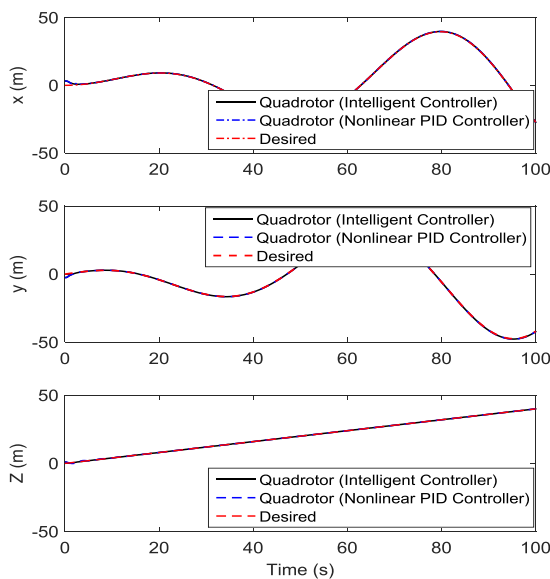 50
0
-50
x (m)
Quadrotor (Intelligent Controller)
Quadrotor (Nonlinear PID Controller)
Desired
0 20 40 60 80 100
50
0
-50
y (m)
Quadrotor (Intelligent Controller)
Quadrotor (Nonlinear PID Controller)
Desired
0 20 40 60 80 100
50
0
-50
Z (m)
Quadrotor (Intelligent Controller)
Quadrotor (Nonlinear PID Controller)
Desired
0 20 40 60 80 100
Time (s)